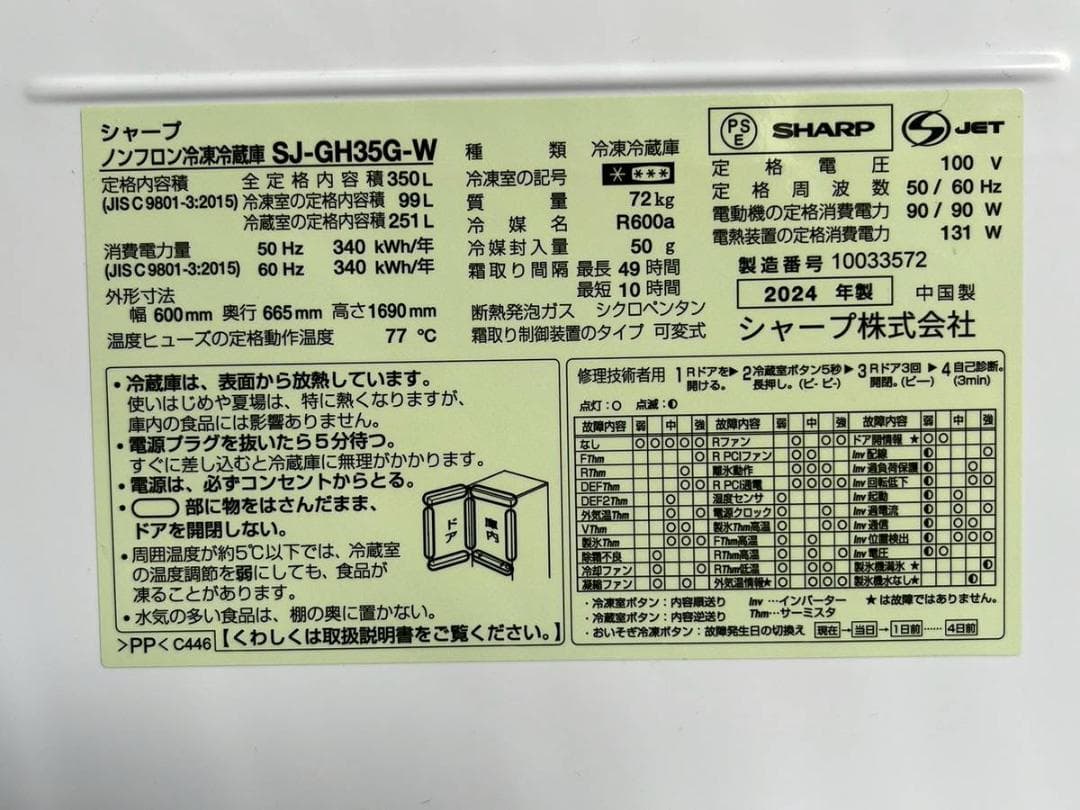 シャープ
ノンフロン冷凍冷蔵庫 SJ-GH35G-W
定格内容積 全定格内容積 350 L
(JIS C 9801-3:2015) 冷凍室の定格内容積 99 L
冷蔵室の定格内容積 251 L
消費電力量 50 Hz 340 kWh/年
(JIS C 9801-3:2015) 60 Hz 340 kWh/年
外形寸法
幅 600 mm 奥行 665 mm 高さ 1690 mm
温度ヒューズの定格動作温度 77 ℃
種類 冷凍冷蔵庫
冷凍室の記号 * ***
質量 72 kg
冷媒名 R600a
冷媒封入量 50 g
霜取り間隔 最長 49 時間
最短 10 時間
断熱発泡ガス シクロペンタン
霜取り制御装置のタイプ 可変式
PSE SHARP S JET
定格電圧 100 V
定格周波数 50 / 60 Hz
電動機の定格消費電力 90 / 90 W
電熱装置の定格消費電力 131 W
製造番号 10033572
2024 年製 中国製
シャープ株式会社
・冷蔵庫は、表面から放熱しています。
使いはじめや夏場は、特に熱くなりますが、
庫内の食品には影響ありません。
・電源プラグを抜いたら5分待つ。
すぐに差し込むと冷蔵庫に無理がかかります。
・電源は、必ずコンセントからとる。
・部に物をはさんだまま、
ドアを開閉しない。
・周囲温度が約5℃以下では、冷蔵室
の温度調節を弱にしても、食品が
凍ることがあります。
・水気の多い食品は、棚の奥に置かない。
ドア
庫内
>PP< C446 【くわしくは取扱説明書をご覧ください。】
修理技術者用 1 Rドアを▶ 2 冷蔵室ボタン5秒▶ 3 Rドア3回 ▶ 4 自己診断。
開ける。 長押し。(ピ- ピ-) 開閉。(ピー) (3min)
点灯:○ 点滅:◐
故障内容 弱 中 強 故障内容 弱 中 強 故障内容 弱 中 強
なし Rファン ドア開情報 ★
FThm R PCIファン Inv 配線
RThm 離氷動作 Inv 過負荷保護
DEFThm R PCI通電 Inv 回転低下
DEF2Thm 湿度センサ Inv 起動
外気温Thm 電源クロック Inv 過電流
VThm 製氷Thm高温 Inv 通信
製氷Thm FThm高温 Inv 位置検出
除霜不良 RThm高温 Inv 電圧
冷却ファン RThm低温 製氷機満氷 ★
凝縮ファン 外気温情報★ 製氷機水なし★
・冷凍室ボタン:内容順送り Inv …インバーター ★は故障ではありません。
・冷蔵室ボタン:内容逆送り Thm…サーミスタ
・おいそぎ冷凍ボタン:故障発生日の切換え 現在→当日→1日前……4日前